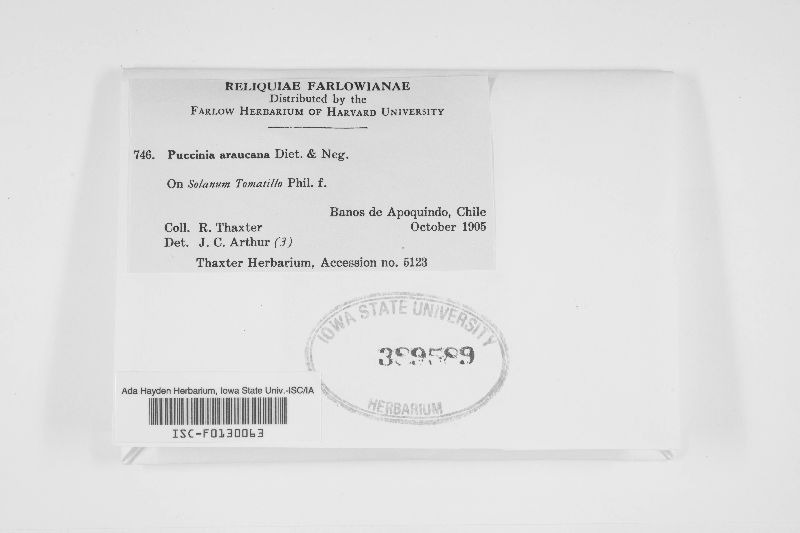 RELIQUIAE FARLOWIANAE
Distributed by the
FARLOW HERBARIUM OF HARVARD UNIVERSITY
746. Puccinia araucana Diet. & Neg.
On Solanum Tomatillo Phil. f.
Banos de Apoquindo, Chile
Coll. R. Thaxter October 1905
Det. J. C. Arthur (3)
Thaxter Herbarium, Accession no. 5123
IOWA STATE UNIVERSITY
389589
HERBARIUM
Ada Hayden Herbarium, Iowa State Univ.-ISC/IA
ISC-F0130063